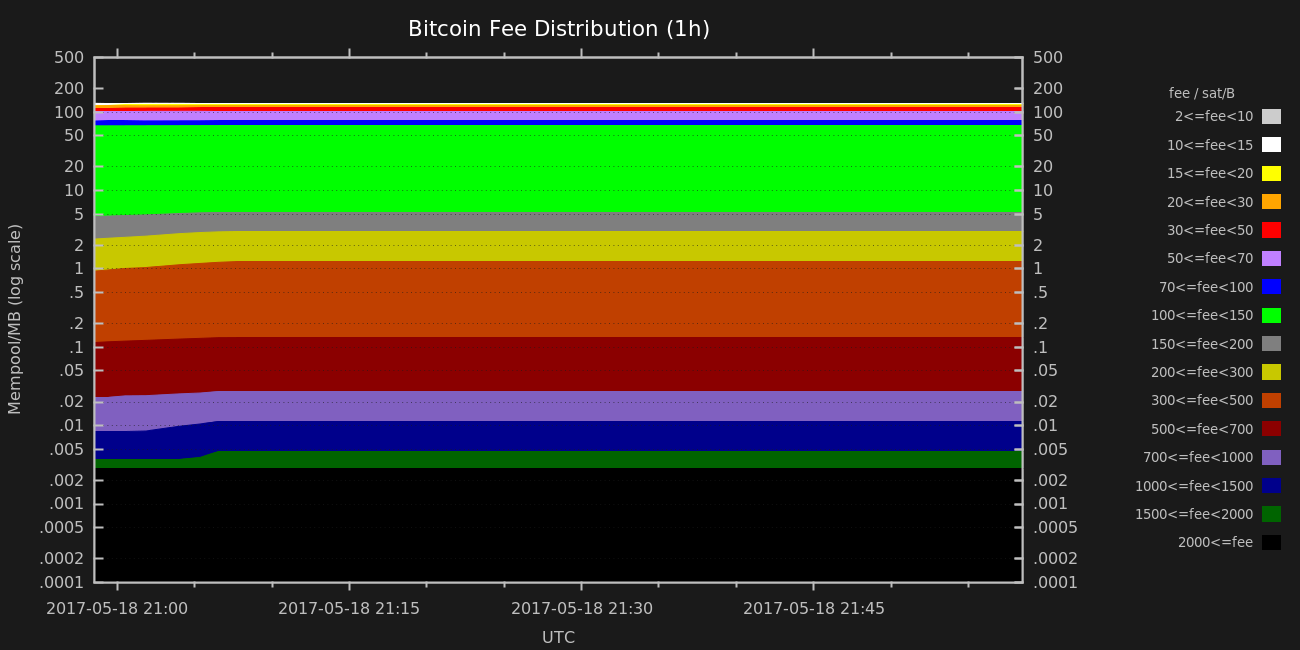 Bitcoin Fee Distribution (1h)
Mempool/MB (log scale)
500
200
100
50
20
10
5
2
1
.5
.2
.1
.05
.02
.01
.005
.002
.001
.0005
.0002
.0001
500
200
100
50
20
10
5
2
1
.5
.2
.1
.05
.02
.01
.005
.002
.001
.0005
.0002
.0001
2017-05-18 21:00
2017-05-18 21:15
2017-05-18 21:30
2017-05-18 21:45
UTC
fee / sat/B
2<=fee<10
10<=fee<15
15<=fee<20
20<=fee<30
30<=fee<50
50<=fee<70
70<=fee<100
100<=fee<150
150<=fee<200
200<=fee<300
300<=fee<500
500<=fee<700
700<=fee<1000
1000<=fee<1500
1500<=fee<2000
2000<=fee